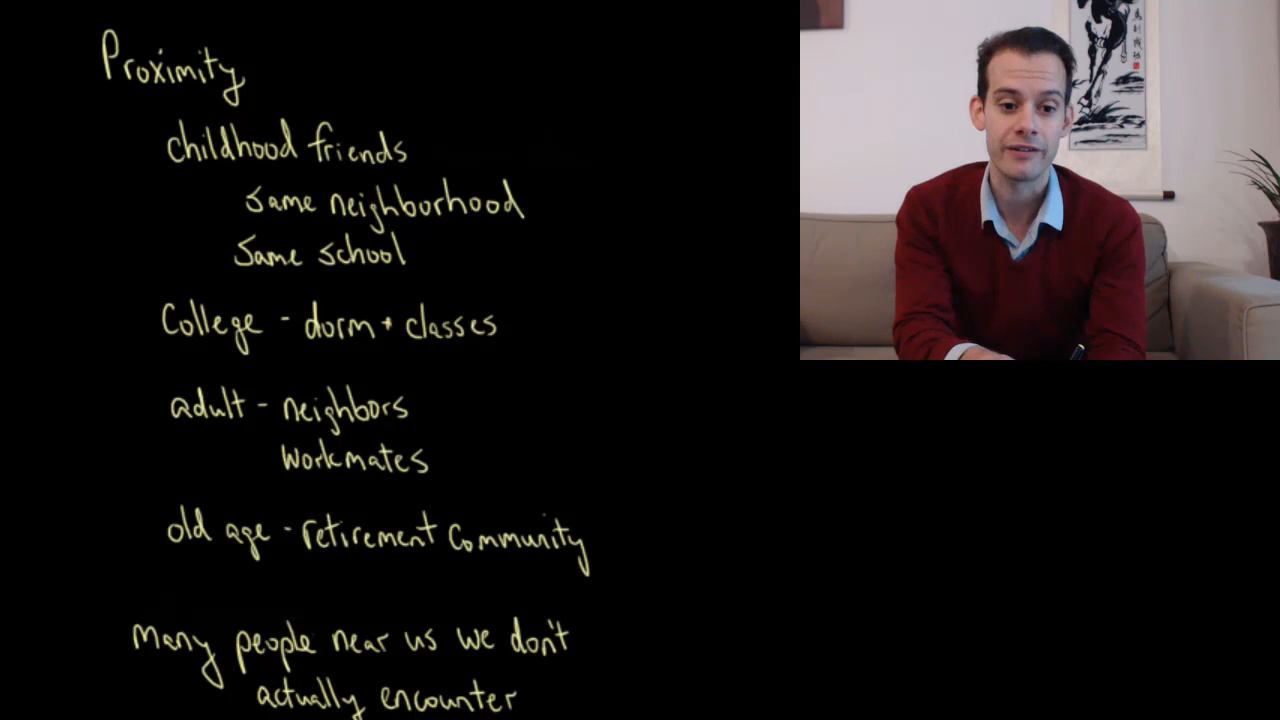 Proximity
childhood friends
same neighborhood
same school
College - dorm + classes
adult - neighbors
workmates
old age - retirement community
Many people near us we don't
actually encounter